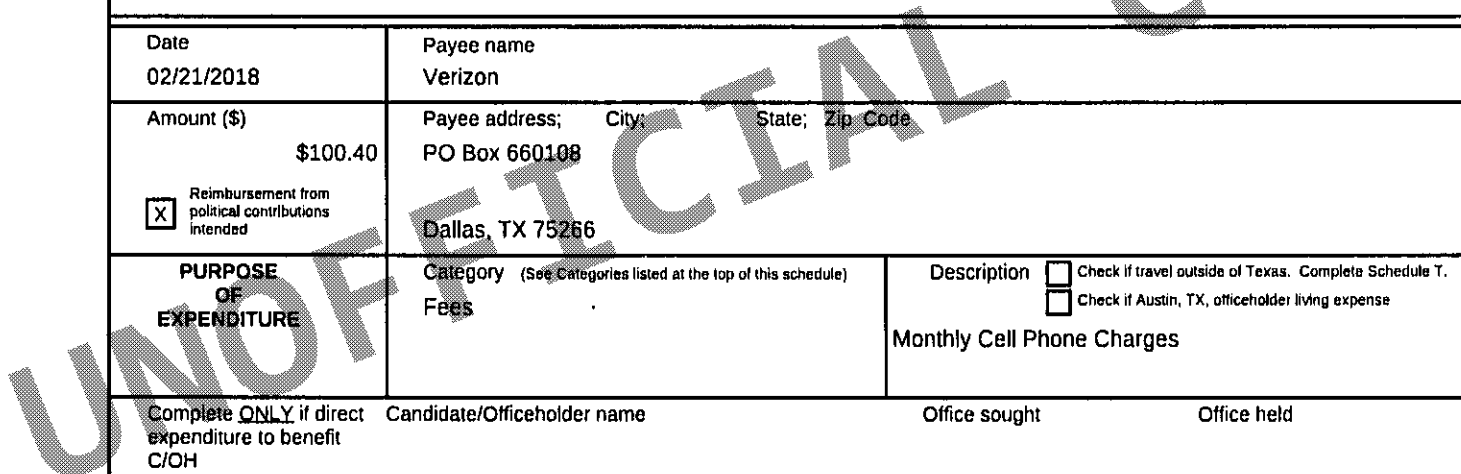 Date
Payee name
02/21/2018
Verizon
Amount ($)
Payee address; City; State; Zip Code
$100.40
PO Box 660108
X Reimbursement from
political contributions
intended
Dallas, TX 75266
PURPOSE
OF
EXPENDITURE
Category (See Categories listed at the top of this schedule)
Fees
Description
Check if travel outside of Texas. Complete Schedule T.
Check if Austin, TX, officeholder living expense
Monthly Cell Phone Charges
Complete ONLY if direct
expenditure to benefit
C/OH
Candidate/Officeholder name
Office sought
Office held
UNOFFICIAL C